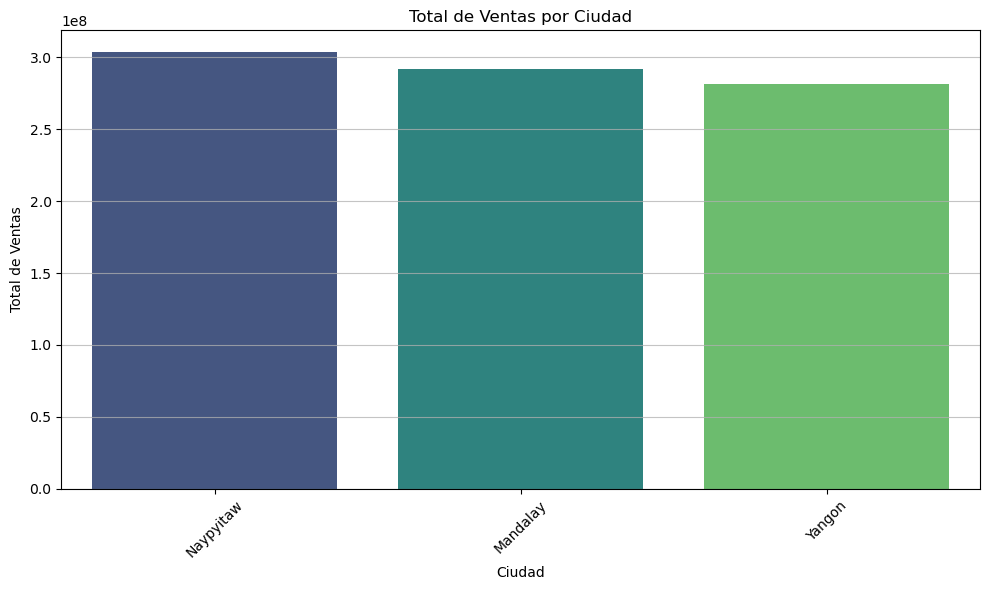 Total de Ventas por Ciudad
1e8
3.0
2.5
2.0
1.5
1.0
0.5
0.0
Total de Ventas
Naypyitaw
Mandalay
Yangon
Ciudad